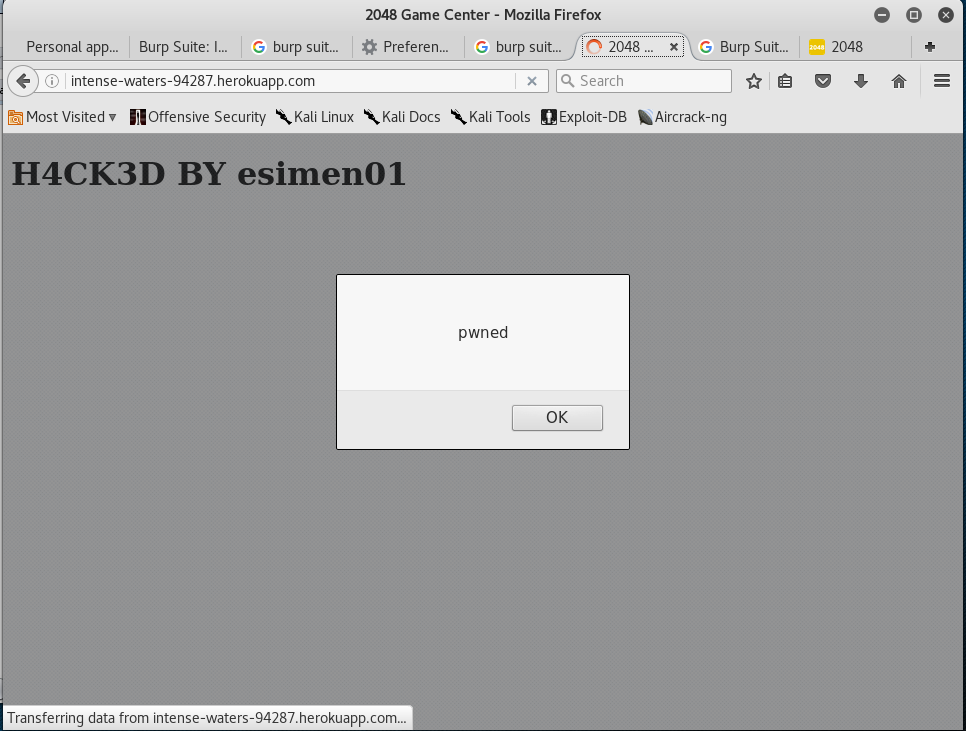 2048 Game Center - Mozilla Firefox
Personal app... Burp Suite: I... burp suit... Preferen... burp suit... 2048 ... Burp Suit... 2048
intense-waters-94287.herokuapp.com Search
Most Visited Offensive Security Kali Linux Kali Docs Kali Tools Exploit-DB Aircrack-ng
H4CK3D BY esimen01
pwned
OK
Transferring data from intense-waters-94287.herokuapp.com...